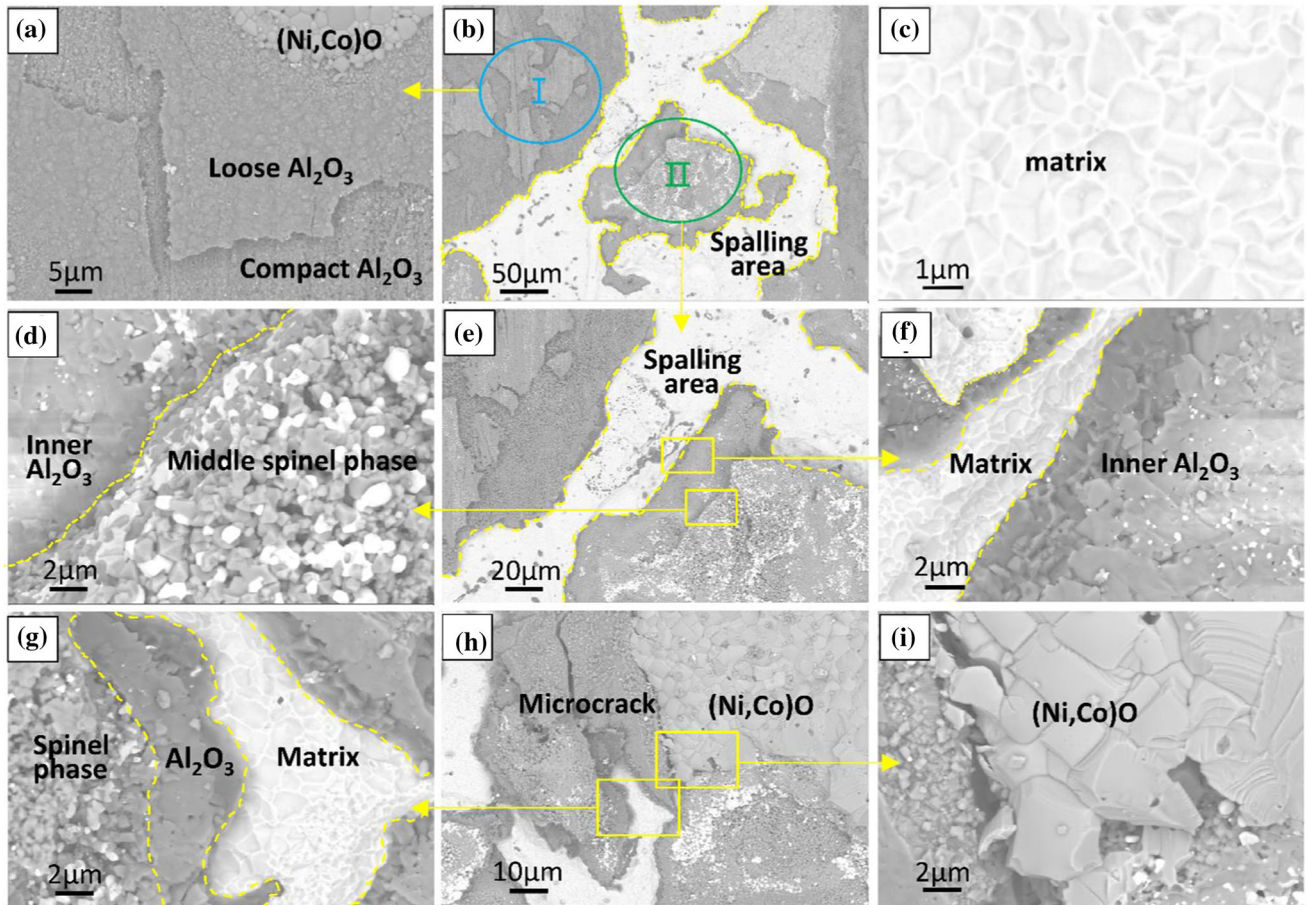 (a)
(Ni,Co)O
Loose Al₂O₃
Compact Al₂O₃
5μm
(b)
I
II
Spalling
area
50μm
(c)
matrix
1μm
(d)
Inner
Al₂O₃
Middle spinel phase
2μm
(e)
Spalling
area
20μm
(f)
Matrix
Inner Al₂O₃
2μm
(g)
Spinel
phase
Al₂O₃
Matrix
2μm
(h)
Microcrack
(Ni,Co)O
10μm
(i)
(Ni,Co)O
2μm